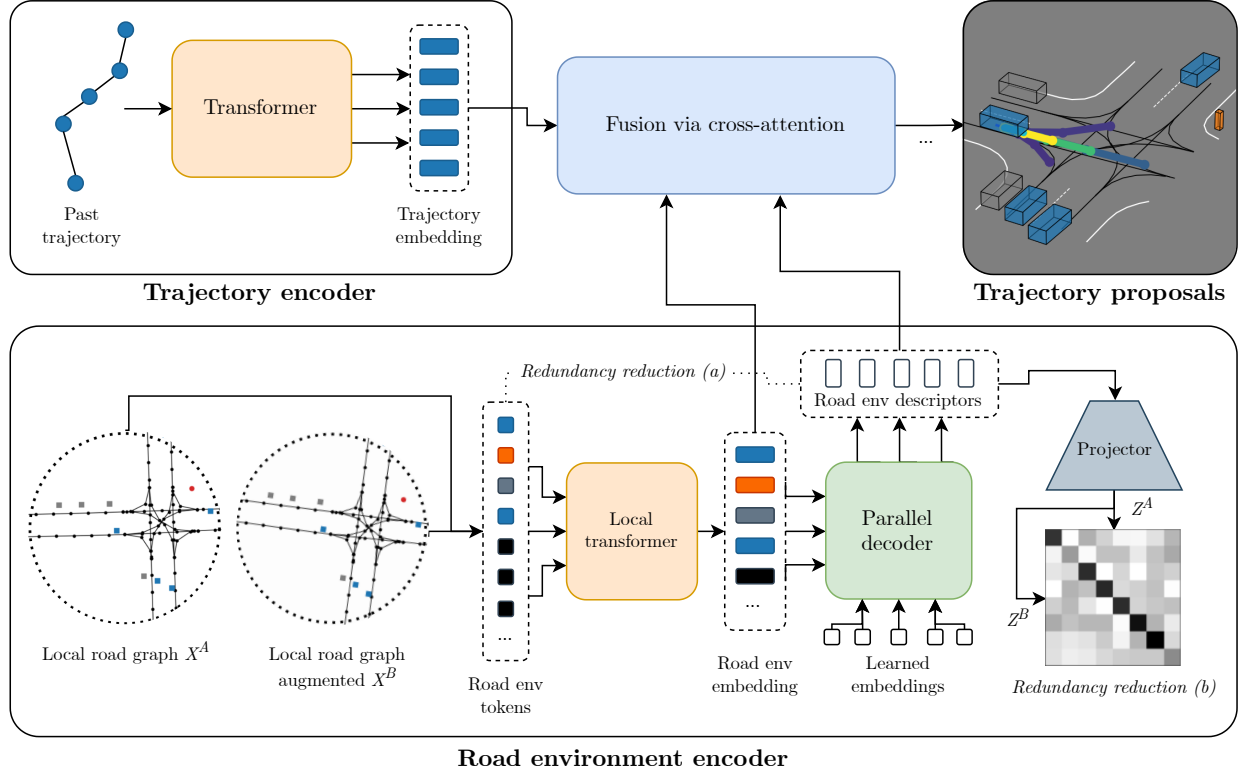 Transformer
Past
trajectory
Trajectory
embedding
Trajectory encoder
Fusion via cross-attention
...
Trajectory proposals
Redundancy reduction (a)
Road env descriptors
Projector
Local
transformer
Parallel
decoder
Z^A
Z^B
...
...
Local road graph X^A
Local road graph
augmented X^B
Road env
tokens
Road env
embedding
Learned
embeddings
Redundancy reduction (b)
Road environment encoder